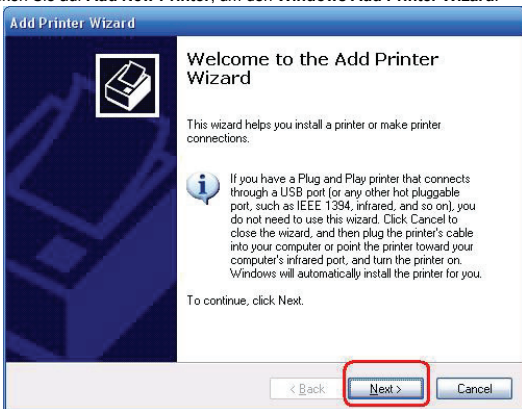 Sie auf Add New Printer, um den Windows Add Printer Wizard.
Add Printer Wizard
Welcome to the Add Printer
Wizard
This wizard helps you install a printer or make printer
connections.
If you have a Plug and Play printer that connects
through a USB port (or any other hot pluggable
port, such as IEEE 1394, infrared, and so on), you
do not need to use this wizard. Click Cancel to
close the wizard, and then plug the printer's cable
into your computer or point the printer toward your
computer's infrared port, and turn the printer on.
Windows will automatically install the printer for you.
To continue, click Next.
< Back
Next >
Cancel